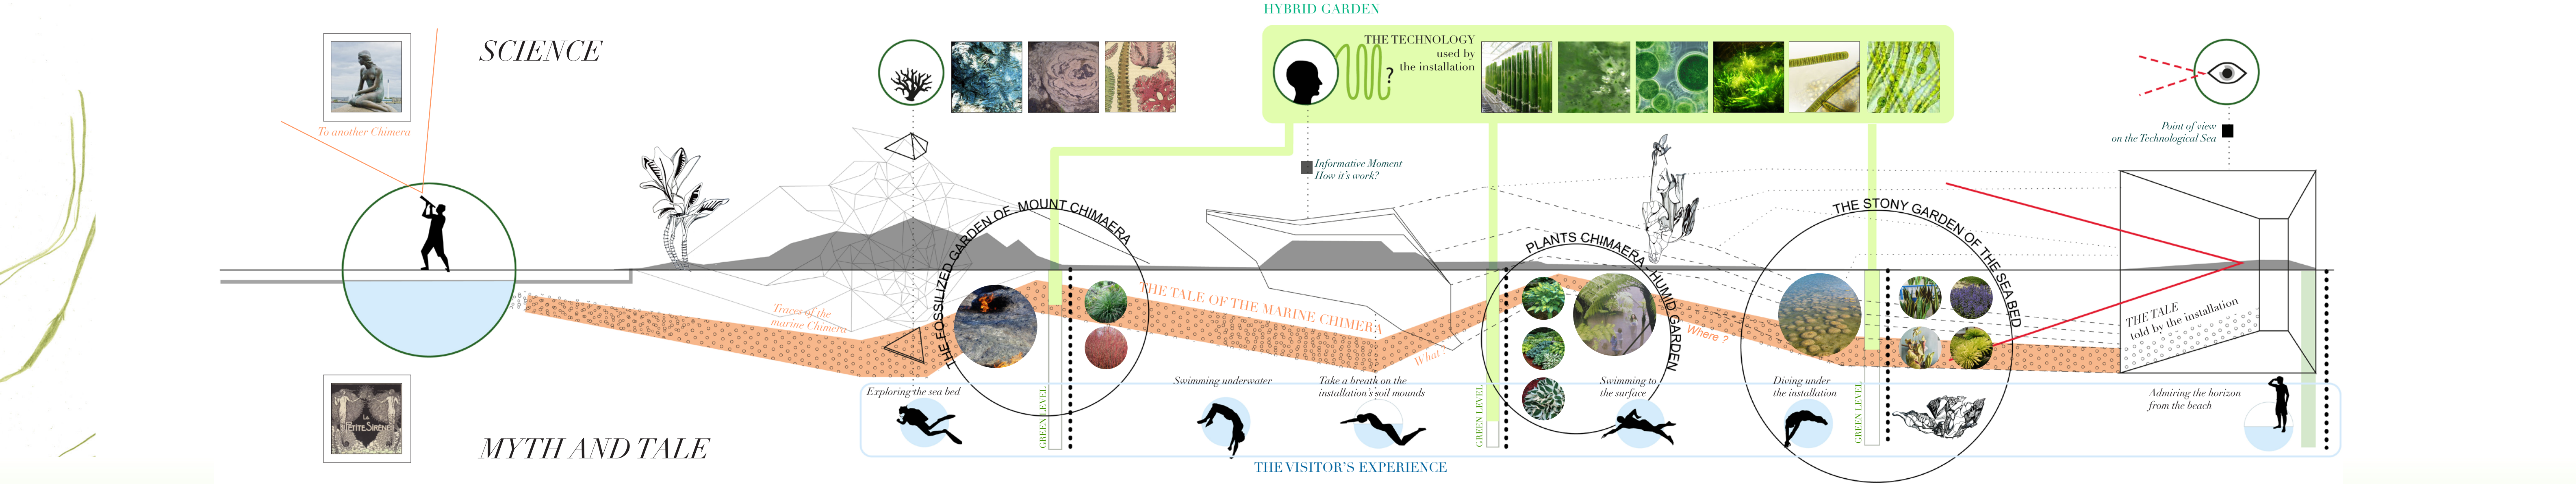 HYBRID GARDEN
SCIENCE
To another Chimera
THE TECHNOLOGY
used by
the installation
?
Informative Moment
How it's work?
Point of view
on the Technological Sea
THE FOSSILIZED GARDEN OF MOUNT CHIMAERA
PLANTS CHIMAERA - HUMID GARDEN
THE STONY GARDEN OF THE SEA BED
Traces of the
marine Chimera
THE TALE OF THE MARINE CHIMERA
What?
Where ?
THE TALE
told by the installation
LA
PETITE SIRÈNE
MYTH AND TALE
Exploring the sea bed
GREEN LEVEL
Swimming underwater
Take a breath on the
installation's soil mounds
GREEN LEVEL
Swimming to
the surface
Diving under
the installation
GREEN LEVEL
Admiring the horizon
from the beach
THE VISITOR'S EXPERIENCE